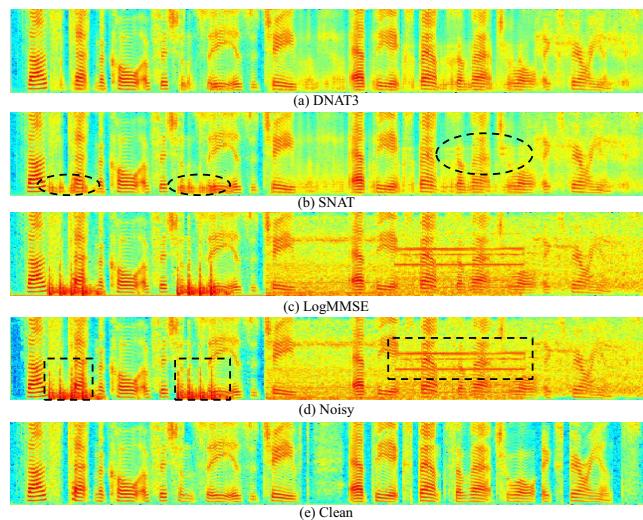 (a) DNAT3
(b) SNAT
(c) LogMMSE
(d) Noisy
(e) Clean